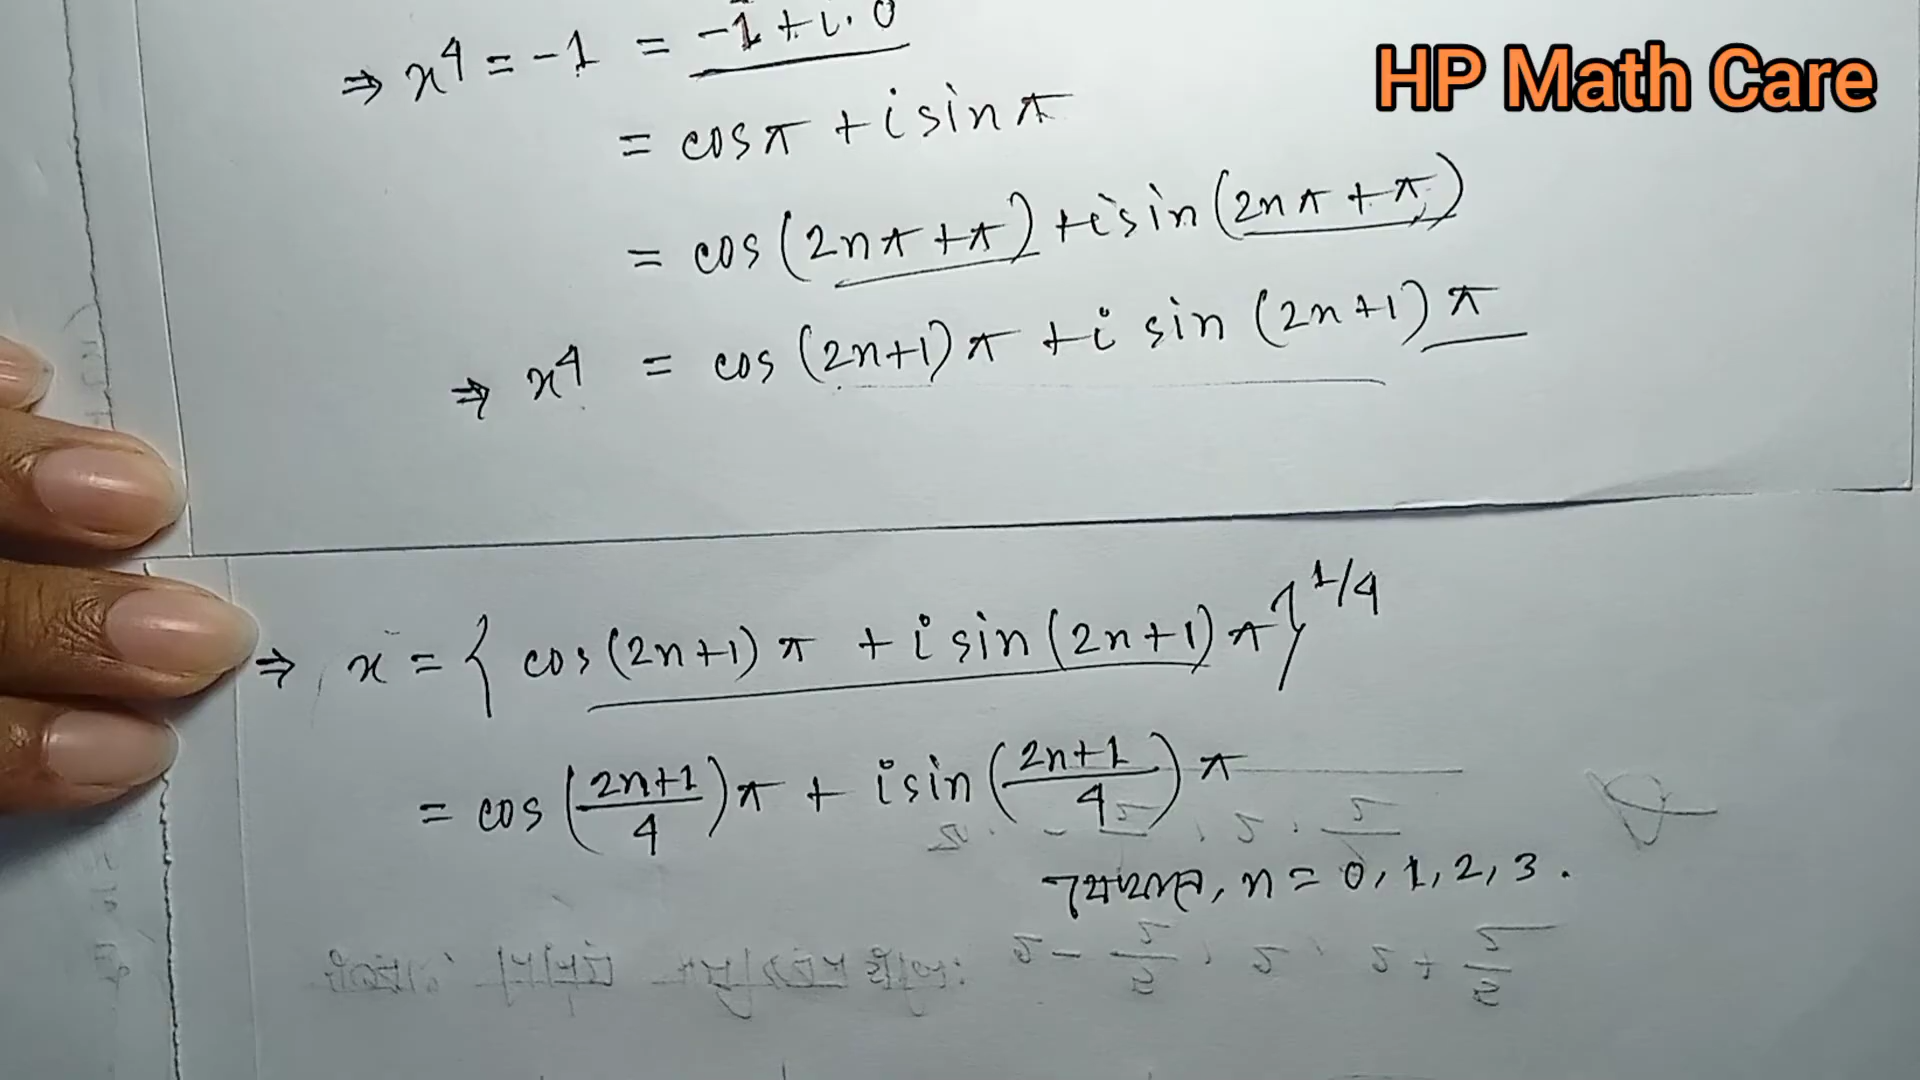 HP Math Care
⇒ x⁴ = -1 = -1 + i.0
= cosπ + i sinπ
= cos(2nπ+π) + i sin(2nπ+π)
⇒ x⁴ = cos(2n+1)π + i sin(2n+1)π
⇒ x = {cos(2n+1)π + i sin(2n+1)π}^1/4
= cos((2n+1)/4)π + i sin((2n+1)/4)π
যেখানে, n = 0, 1, 2, 3.